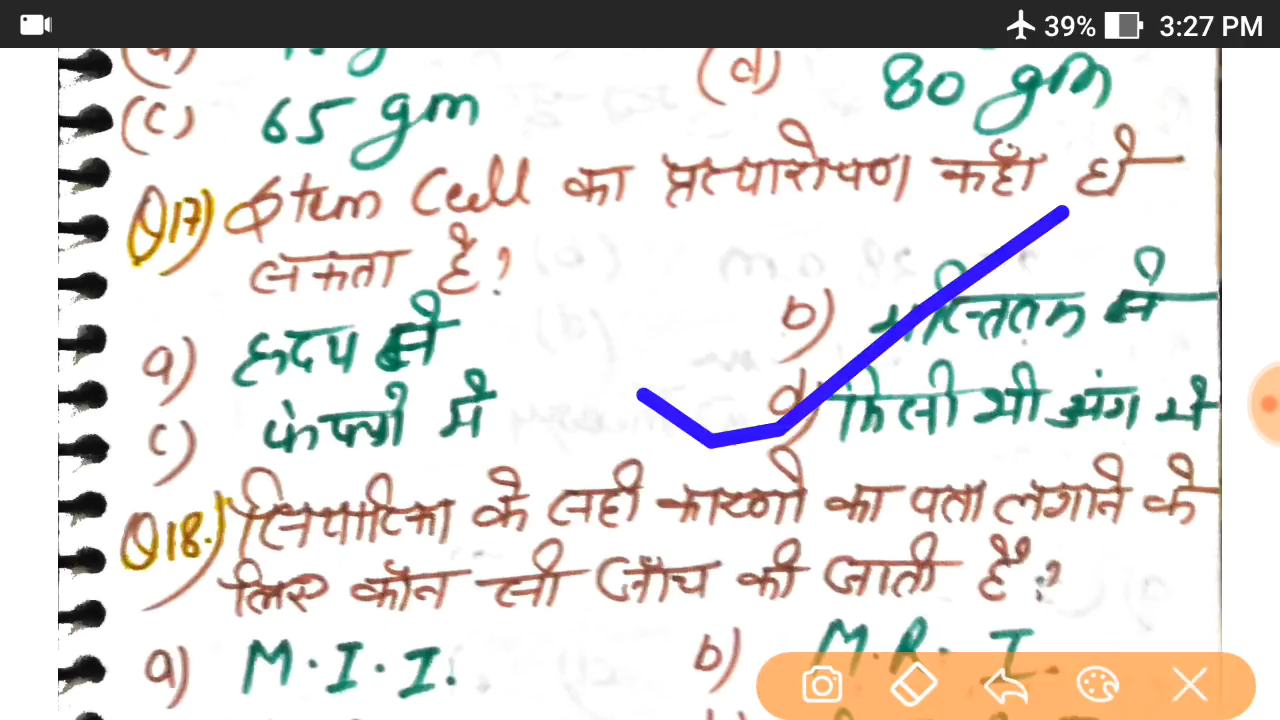 39% 3:27 PM
(d)
(c) 65 gm 80 gm
Q17) Stem Cell का प्रत्यारोपण कहाँ हो
सकता है?
a) हृदय से b) मस्तिष्क से
c) फेफड़ो से d) किसी भी अंग से
Q18.) सियाटिका के सही कारणो का पता लगाने के
लिए कौन सी जाँच की जाती है?
a) M.I.I. b) M.R.I.